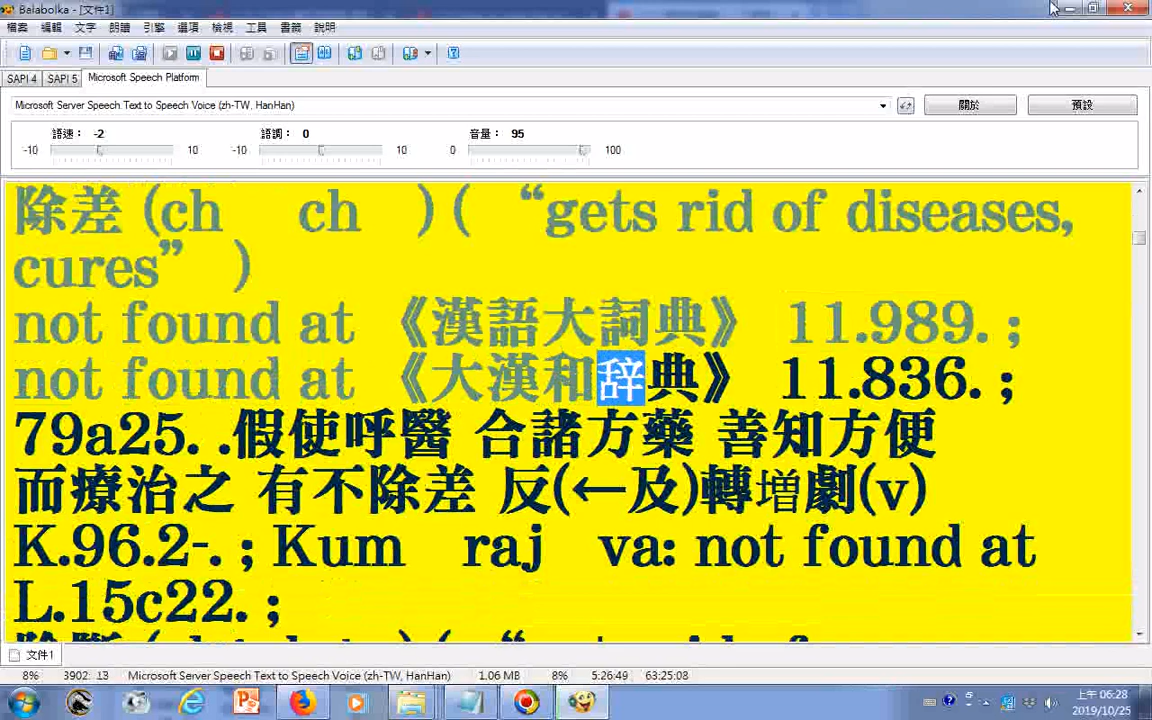 Balabolka - [文件1]
檔案 編輯 文字 朗讀 引擎 選項 檢視 工具 書籤 說明
SAPI 4 SAPI 5 Microsoft Speech Platform
Microsoft Server Speech Text to Speech Voice (zh-TW, HanHan) 關於 預設
語速： -2 語調： 0 音量： 95
-10 10 -10 10 0 100
除差 (ch ch )( “gets rid of diseases,
cures” )
not found at 《漢語大詞典》 11.989. ;
not found at 《大漢和辞典》 11.836. ;
79a25. .假使呼醫 合諸方藥 善知方便
而療治之 有不除差 反(←及)轉増劇(v)
K.96.2-. ; Kum raj va: not found at
L.15c22. ;
文件1
8% 3902: 13 Microsoft Server Speech Text to Speech Voice (zh-TW, HanHan) 1.06 MB 8% 5:26:49 63:25:08
上午 06:28
2019/10/25